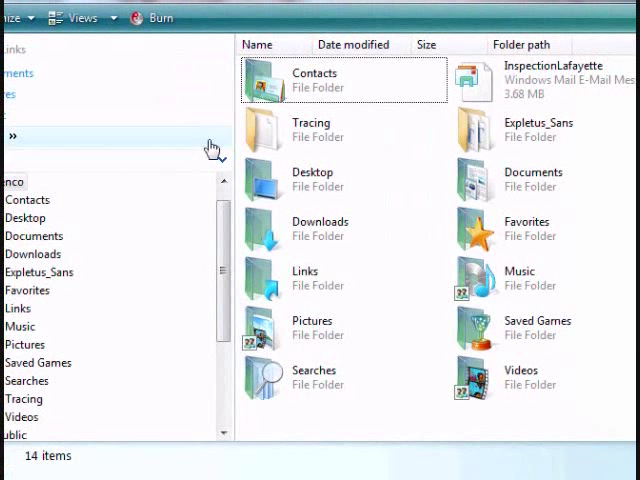 ize Views Burn
inks
Name Date modified Size Folder path
ments
es
»
enco
Contacts
Desktop
Documents
Downloads
Expletus_Sans
Favorites
Links
Music
Pictures
Saved Games
Searches
Tracing
Videos
ublic
Contacts
File Folder
InspectionLafayette
Windows Mail E-Mail Mes
3.68 MB
Tracing
File Folder
Expletus_Sans
File Folder
Desktop
File Folder
Documents
File Folder
Downloads
File Folder
Favorites
File Folder
Links
File Folder
Music
File Folder
Pictures
File Folder
Saved Games
File Folder
Searches
File Folder
Videos
File Folder
14 items